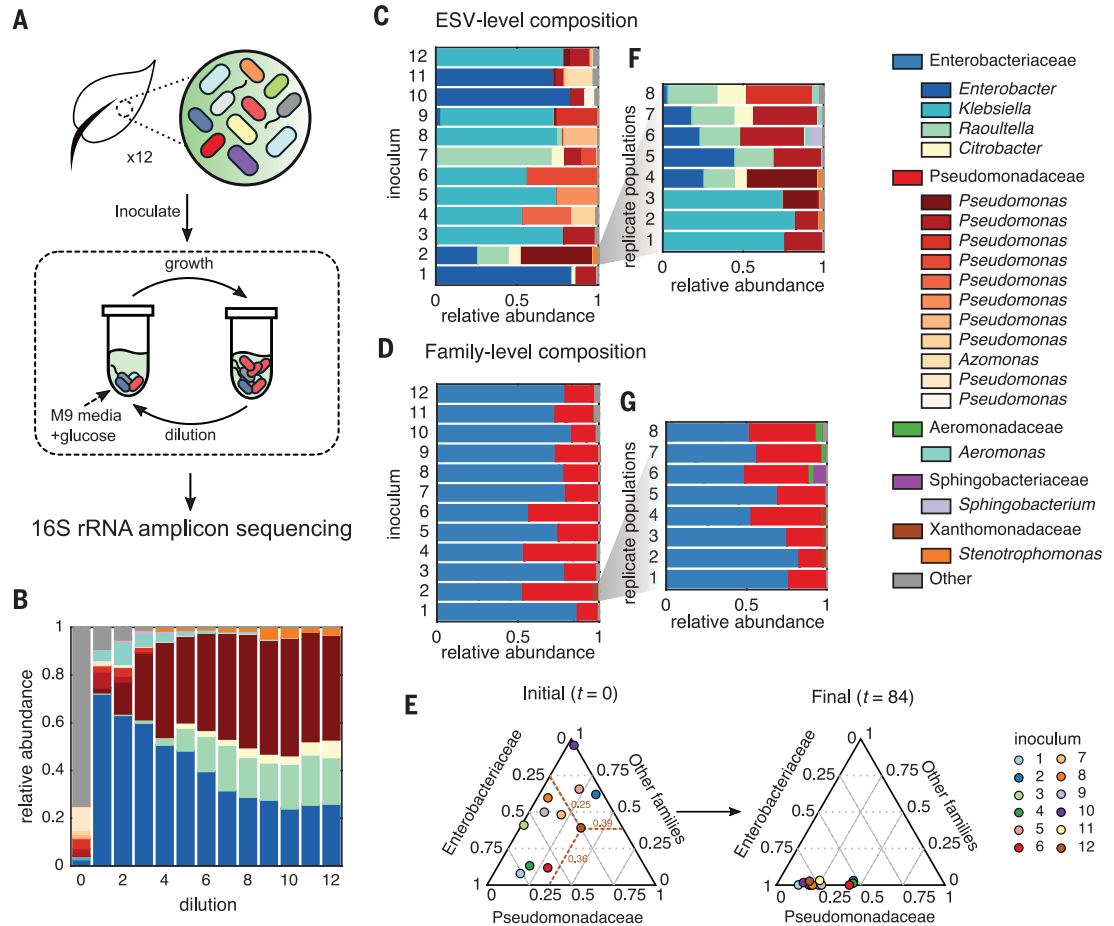 A
x12
Inoculate
growth
M9 media
+glucose
dilution
16S rRNA amplicon sequencing
B
relative abundance
1
0.8
0.6
0.4
0.2
0
0 2 4 6 8 10 12
dilution
C ESV-level composition
inoculum
12
11
10
9
8
7
6
5
4
3
2
1
0 0.5 1
relative abundance
F
replicate populations
8
7
6
5
4
3
2
1
0 0.5 1
relative abundance
D Family-level composition
inoculum
12
11
10
9
8
7
6
5
4
3
2
1
0 0.5 1
relative abundance
G
replicate populations
8
7
6
5
4
3
2
1
0 0.5 1
relative abundance
Enterobacteriaceae
Enterobacter
Klebsiella
Raoultella
Citrobacter
Pseudomonadaceae
Pseudomonas
Pseudomonas
Pseudomonas
Pseudomonas
Pseudomonas
Pseudomonas
Pseudomonas
Pseudomonas
Azomonas
Pseudomonas
Pseudomonas
Aeromonadaceae
Aeromonas
Sphingobacteriaceae
Sphingobacterium
Xanthomonadaceae
Stenotrophomonas
Other
E
Initial (t = 0)
Enterobacteriaceae
Other families
Pseudomonadaceae
0 1
0.25 0.75
0.5 0.5
0.75 0.25
1 0
0 0.25 0.5 0.75 1
0.25
0.39
0.36
Final (t = 84)
Enterobacteriaceae
Other families
Pseudomonadaceae
0 1
0.25 0.75
0.5 0.5
0.75 0.25
1 0
0 0.25 0.5 0.75 1
inoculum
1 7
2 8
3 9
4 10
5 11
6 12